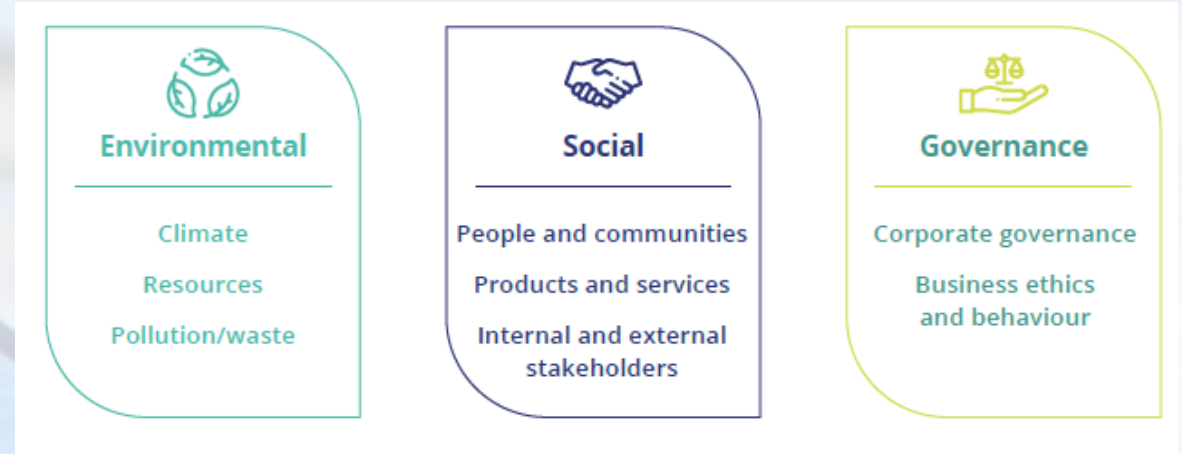 Environmental
Climate
Resources
Pollution/waste
Social
People and communities
Products and services
Internal and external
stakeholders
Governance
Corporate governance
Business ethics
and behaviour